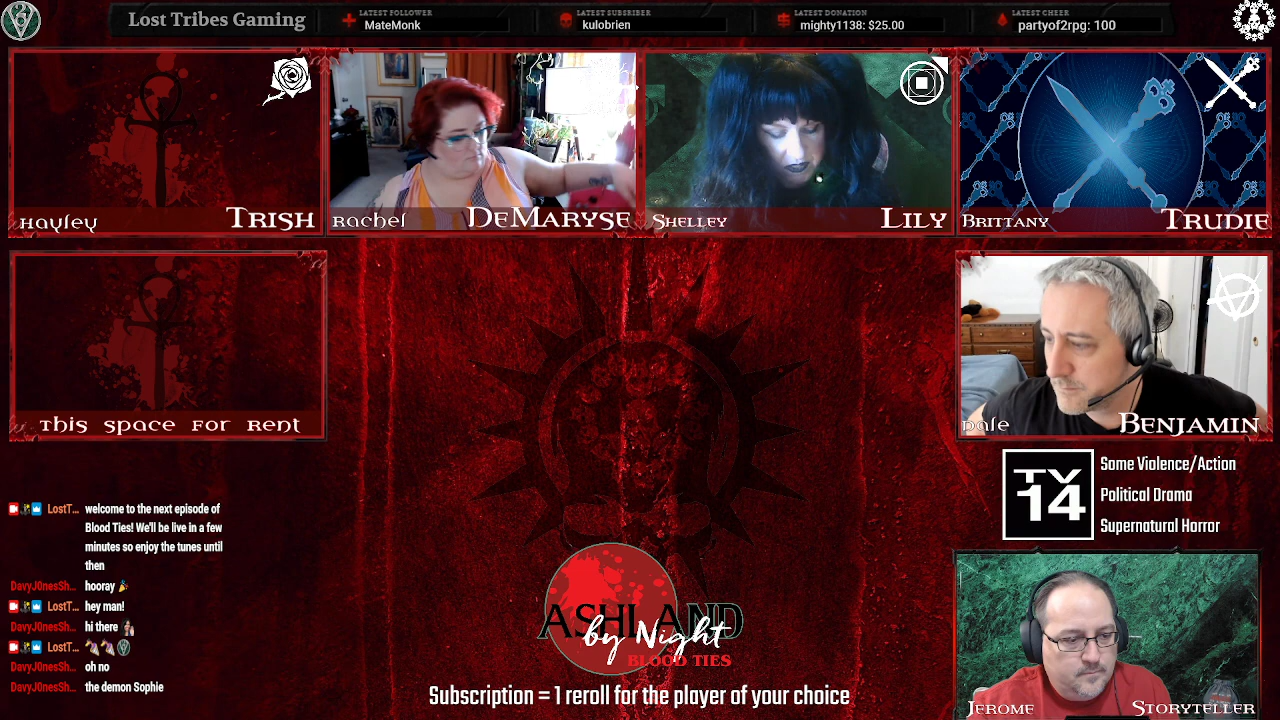 Lost Tribes Gaming
LATEST FOLLOWER
MateMonk
LATEST SUBSRIBER
kulobrien
LATEST DONATION
mighty1138: $25.00
LATEST CHEER
partyof2rpg: 100
Hayley TRISH
Rachel DEMARYSE
SHELLEY LILY
BRITTANY TRUDIE
THIS SPACE FOR RENT
Dale BENJAMIN
TV
14
Some Violence/Action
Political Drama
Supernatural Horror
LostT... welcome to the next episode of
Blood Ties! We'll be live in a few
minutes so enjoy the tunes until
then
DavyJ0nesSh... hooray
LostT... hey man!
DavyJ0nesSh... hi there
LostT...
DavyJ0nesSh... oh no
DavyJ0nesSh... the demon Sophie
ASHLAND
by Night
BLOOD TIES
Subscription = 1 reroll for the player of your choice
JEROME STORYTELLER